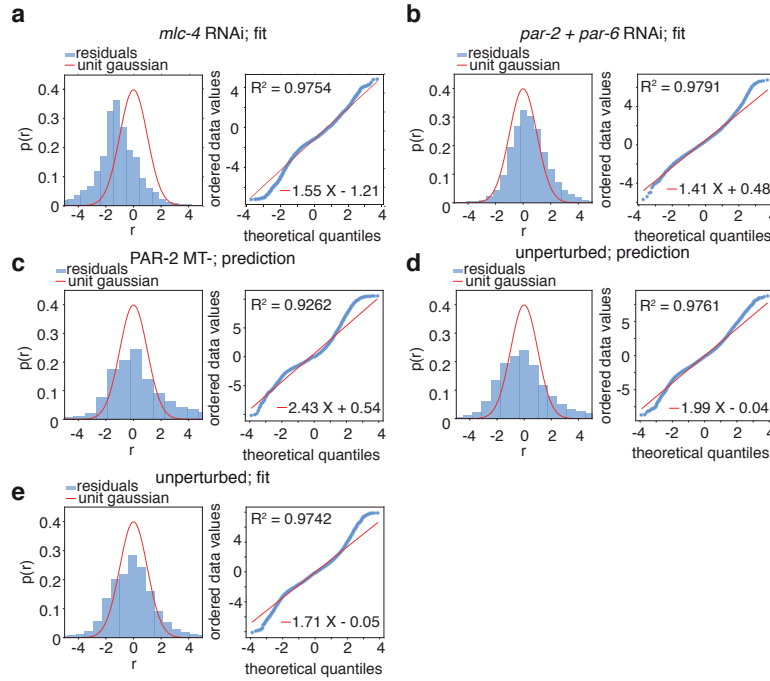 a
mlc-4 RNAi; fit
residuals
unit gaussian
p(r)
0.4
0.3
0.2
0.1
0
-4 -2 0 2 4
r
ordered data values
4
0
-4
R² = 0.9754
1.55 X - 1.21
-4 -2 0 2 4
theoretical quantiles
b
par-2 + par-6 RNAi; fit
residuals
unit gaussian
p(r)
0.4
0.3
0.2
0.1
0
-4 -2 0 2 4
r
ordered data values
4
0
-4
R² = 0.9791
1.41 X + 0.48
-4 -2 0 2 4
theoretical quantiles
c
PAR-2 MT-; prediction
residuals
unit gaussian
p(r)
0.4
0.3
0.2
0.1
0
-4 -2 0 2 4
r
ordered data values
5
0
-5
R² = 0.9262
2.43 X + 0.54
-4 -2 0 2 4
theoretical quantiles
d
unperturbed; prediction
residuals
unit gaussian
p(r)
0.4
0.3
0.2
0.1
0
-4 -2 0 2 4
r
ordered data values
5
0
-5
R² = 0.9761
1.99 X - 0.04
-4 -2 0 2 4
theoretical quantiles
e
unperturbed; fit
residuals
unit gaussian
p(r)
0.4
0.3
0.2
0.1
0
-4 -2 0 2 4
r
ordered data values
4
0
-4
R² = 0.9742
1.71 X - 0.05
-4 -2 0 2 4
theoretical quantiles